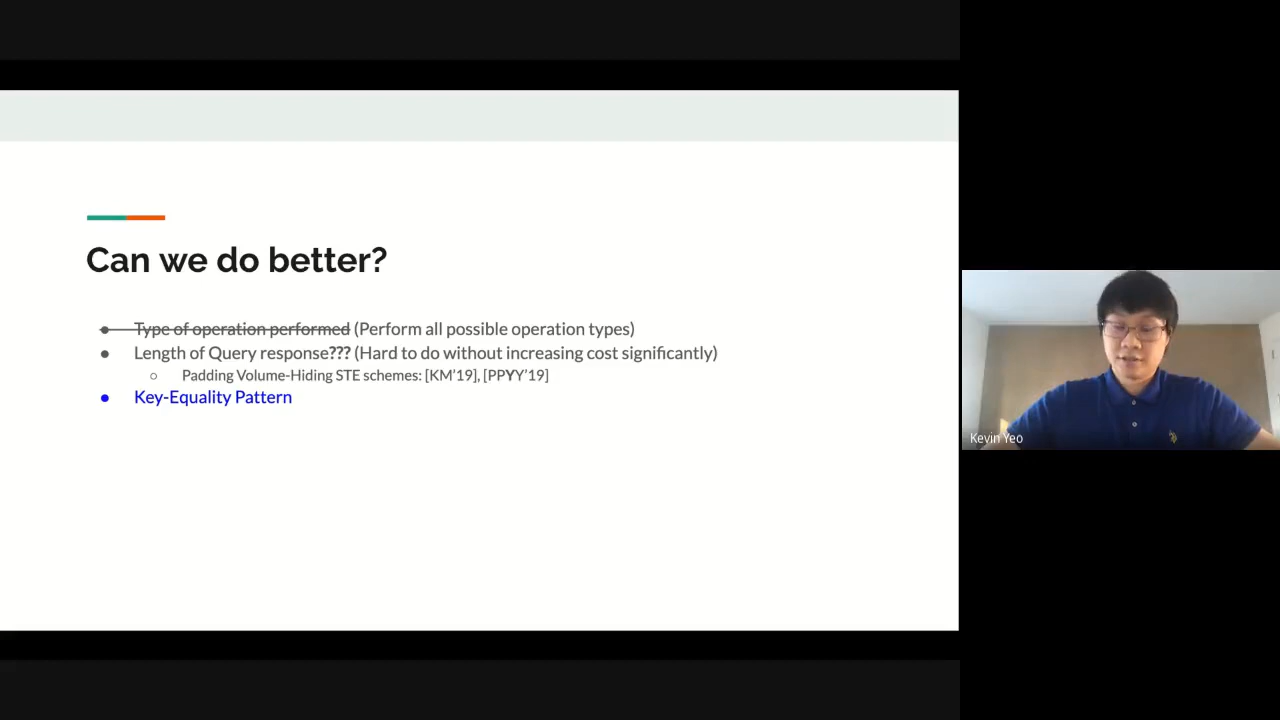 Can we do better?
● Type of operation performed (Perform all possible operation types)
● Length of Query response??? (Hard to do without increasing cost significantly)
○ Padding Volume-Hiding STE schemes: [KM'19], [PPYY'19]
● Key-Equality Pattern
Kevin Yeo